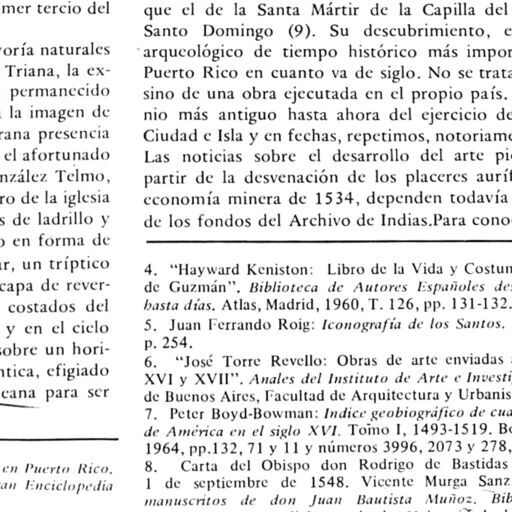 mer tercio del
oría naturales
Triana, la ex-
permanecido
la imagen de
rana presencia
el afortunado
nzález Telmo,
ro de la iglesia
s de ladrillo y
o en forma de
ar, un tríptico
capa de rever-
costados del
y en el cielo
sobre un hori-
ntica, efigiado
eana para ser
en Puerto Rico.
an Enciclopedia
que el de la Santa Mártir de la Capilla del
Santo Domingo (9). Su descubrimiento, e
arqueológico de tiempo histórico más impor
Puerto Rico en cuanto va de siglo. No se trata
sino de una obra ejecutada en el propio país.
nio más antiguo hasta ahora del ejercicio de
Ciudad e Isla y en fechas, repetimos, notoriame
Las noticias sobre el desarrollo del arte pi
partir de la desvenación de los placeres auríf
economía minera de 1534, dependen todavía
de los fondos del Archivo de Indias.Para cono
4. “Hayward Keniston: Libro de la Vida y Costum
de Guzmán”. Biblioteca de Autores Españoles des
hasta días. Atlas, Madrid, 1960, T. 126, pp. 131-132.
5. Juan Ferrando Roig: Iconografía de los Santos.
p. 254.
6. “José Torre Revello: Obras de arte enviadas
XVI y XVII”. Anales del Instituto de Arte e Investi
de Buenos Aires, Facultad de Arquitectura y Urbanis
7. Peter Boyd-Bowman: Indice geobiográfico de cua
de América en el siglo XVI. Tomo I, 1493-1519. Bo
1964, pp.132, 71 y 11 y números 3996, 2073 y 278,
8. Carta del Obispo don Rodrigo de Bastidas
1 de septiembre de 1548. Vicente Murga Sanz
manuscritos de don Juan Bautista Muñoz. Bib